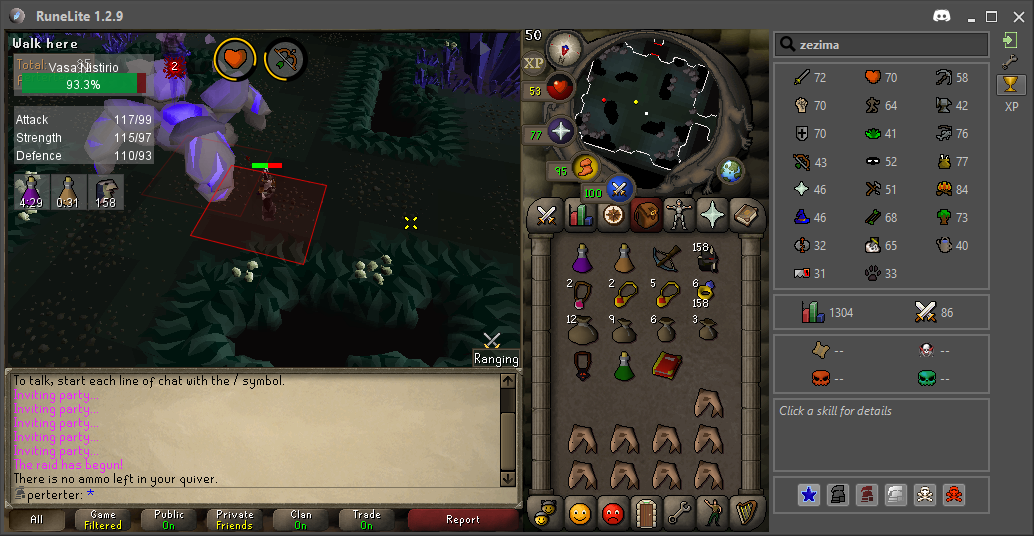 RuneLite 1.2.9
Walk here
Total:
Vasa Nistirio
93.3%
2
Attack 117/99
Strength 115/97
Defence 110/93
4:29 0:31 158
Ranging
50
XP
53
77
95
100
158
2 2 5 6
158
12 9 6 3
To talk, start each line of chat with the / symbol.
Inviting party...
Inviting party...
Inviting party...
Inviting party...
Inviting party...
The raid has begun!
There is no ammo left in your quiver.
perterter: *
All
Game
Filtered
Public
On
Private
Friends
Clan
On
Trade
On
Report
zezima
72 70 58
70 64 42
70 41 76
43 52 77
46 51 84
46 68 73
32 65 40
31 33
1304 86
-- --
-- --
Click a skill for details
XP